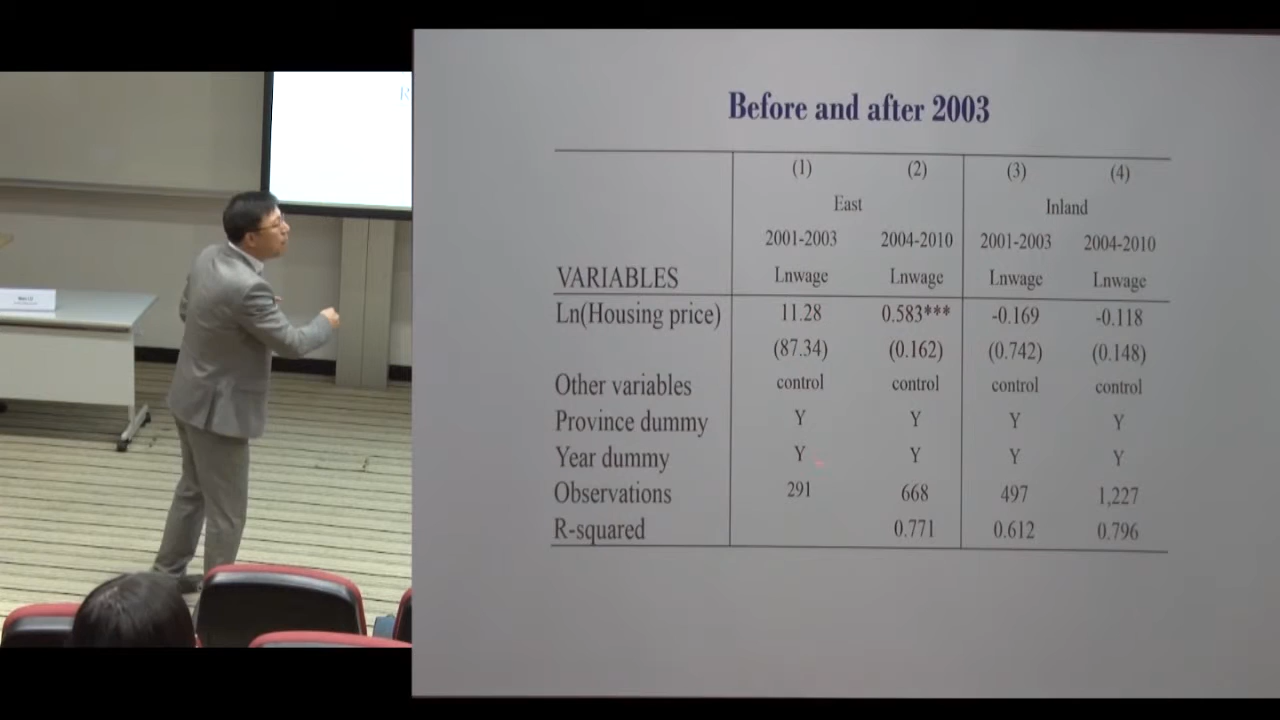 R
Before and after 2003
(1) (2) (3) (4)
East Inland
2001-2003 2004-2010 2001-2003 2004-2010
VARIABLES Lnwage Lnwage Lnwage Lnwage
Ln(Housing price) 11.28 0.583*** -0.169 -0.118
(87.34) (0.162) (0.742) (0.148)
Other variables control control control control
Province dummy Y Y Y Y
Year dummy Y Y Y Y
Observations 291 668 497 1,227
R-squared 0.771 0.612 0.796